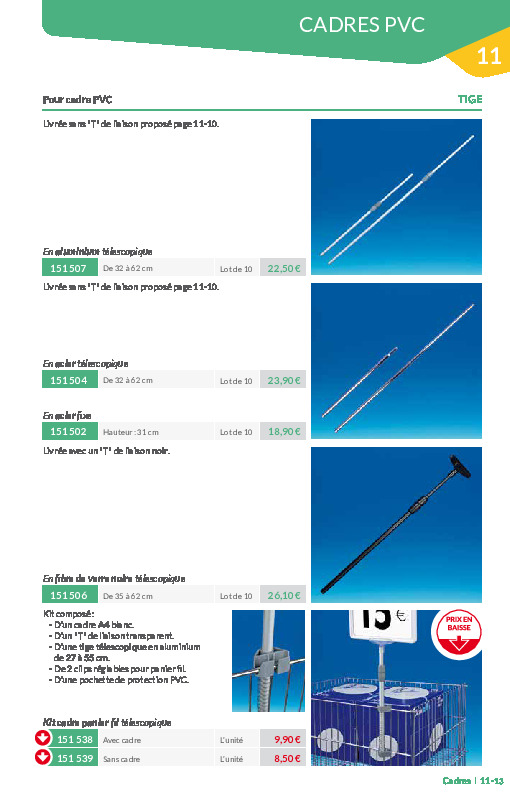 CADRES PVC
11
Pour cadre PVC TIGE
Livrée sans "T" de liaison proposé page 11-10.
En aluminium télescopique
151507 De 32 à 62 cm Lot de 10 22,50 €
Livrée sans "T" de liaison proposé page 11-10.
En acier télescopique
151504 De 32 à 62 cm Lot de 10 23,90 €
En acier fixe
151502 Hauteur : 31 cm Lot de 10 18,90 €
Livrée avec un "T" de liaison noir.
En fibre de verre noire télescopique
151506 De 35 à 62 cm Lot de 10 26,10 €
Kit composé :
- D'un cadre A4 blanc.
- D'un "T" de liaison transparent.
- D'une tige télescopique en aluminium
de 27 à 55 cm.
- De 2 clips réglables pour panier fil.
- D'une pochette de protection PVC.
15 €
PRIX EN
BAISSE
Kit cadre panier fil télescopique
151 538 Avec cadre L'unité 9,90 €
151 539 Sans cadre L'unité 8,50 €
Cadres | 11-13